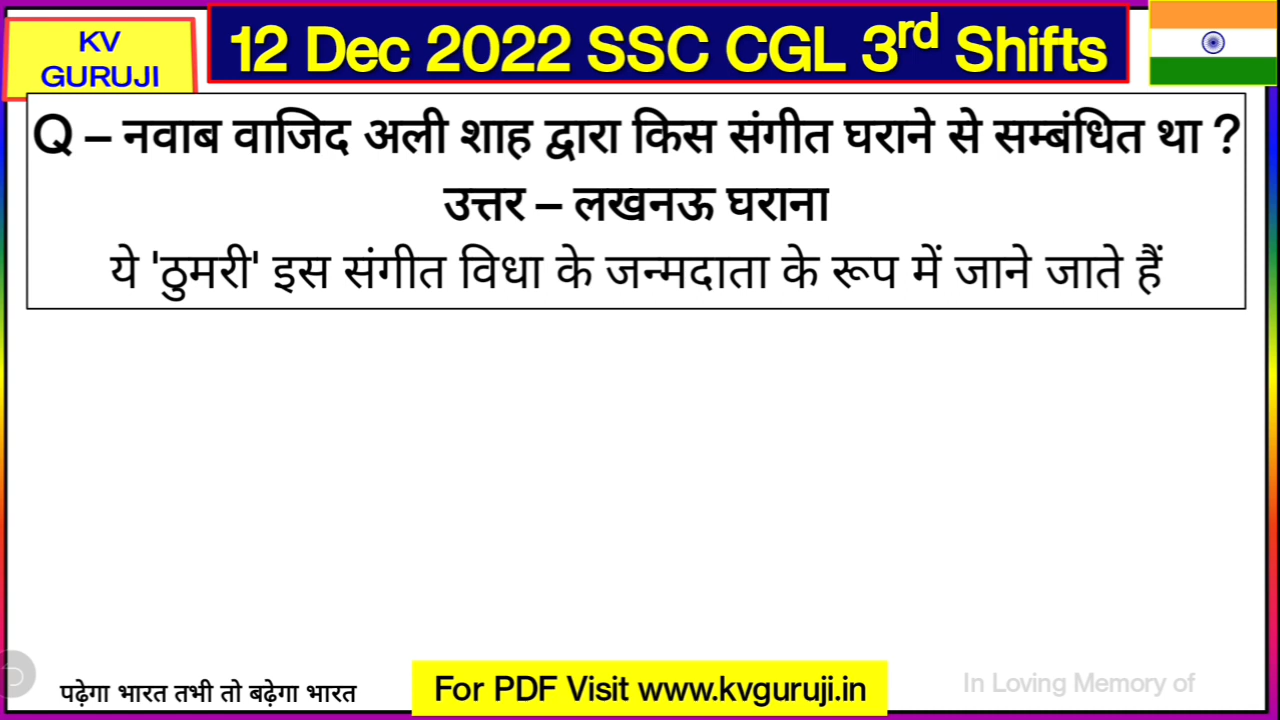 KV
GURUJI
12 Dec 2022 SSC CGL 3rd Shifts
Q – नवाब वाजिद अली शाह द्वारा किस संगीत घराने से सम्बंधित था ?
उत्तर – लखनऊ घराना
ये 'ठुमरी' इस संगीत विधा के जन्मदाता के रूप में जाने जाते हैं
पढ़ेगा भारत तभी तो बढ़ेगा भारत
For PDF Visit www.kvguruji.in
In Loving Memory of